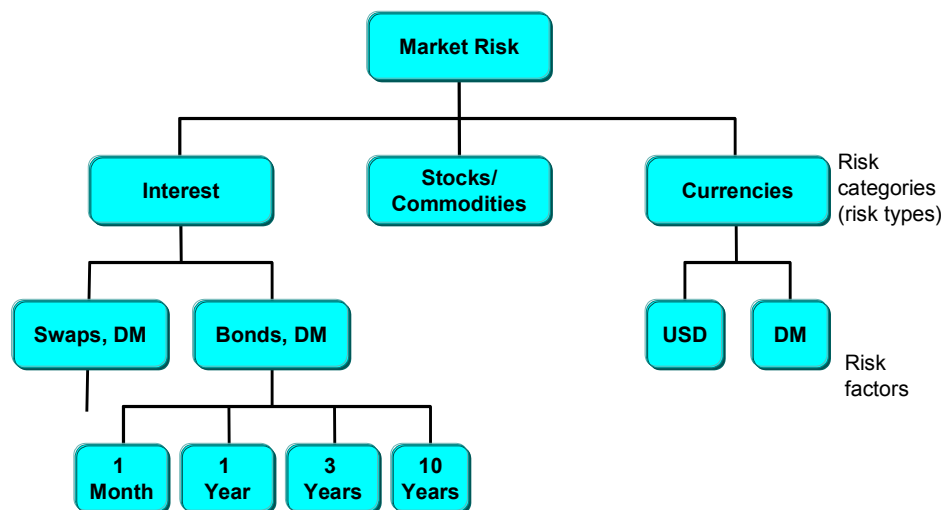 Market Risk
Interest
Stocks/
Commodities
Currencies
Risk
categories
(risk types)
Swaps, DM
Bonds, DM
USD
DM
Risk
factors
1
Month
1
Year
3
Years
10
Years